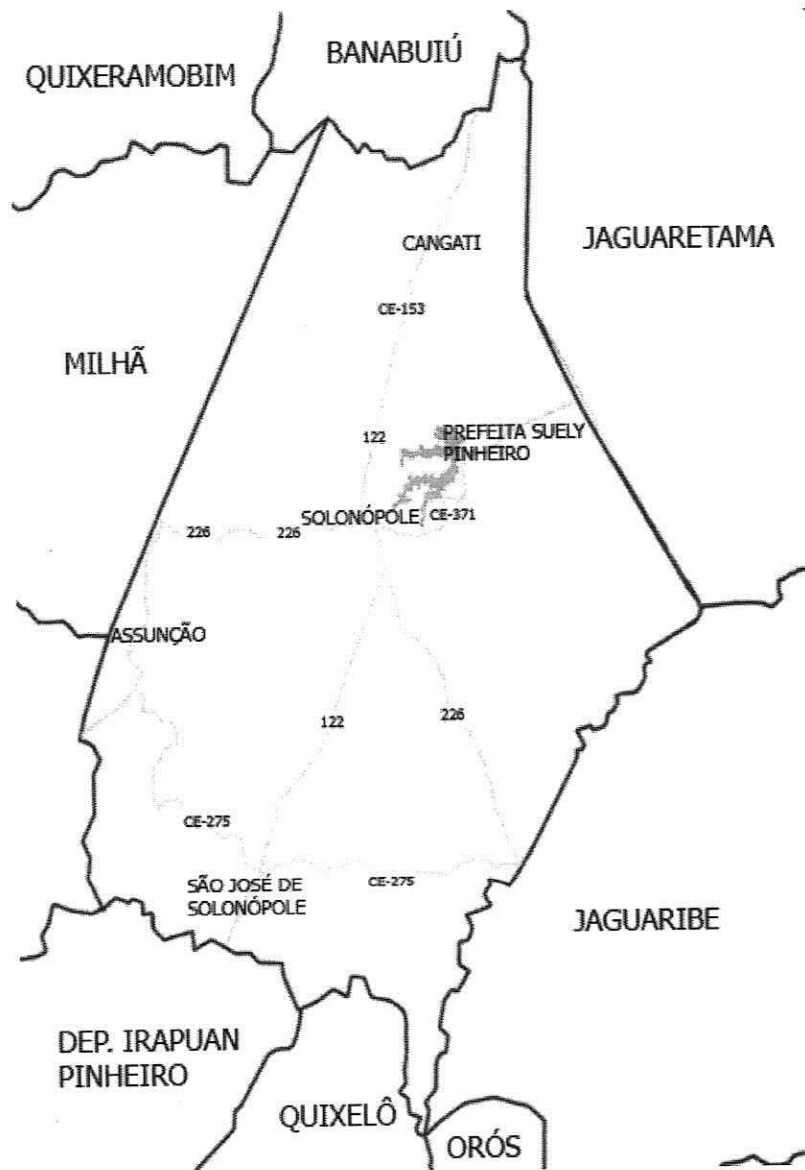 BANABUIÚ
QUIXERAMOBIM
CANGATI
JAGUARETAMA
CE-153
MILHÃ
122
PREFEITA SUELY
PINHEIRO
SOLONÓPOLE
CE-371
226
226
ASSUNÇÃO
122
226
CE-275
CE-275
SÃO JOSÉ DE
SOLONÓPOLE
JAGUARIBE
DEP. IRAPUAN
PINHEIRO
QUIXELÔ
ORÓS